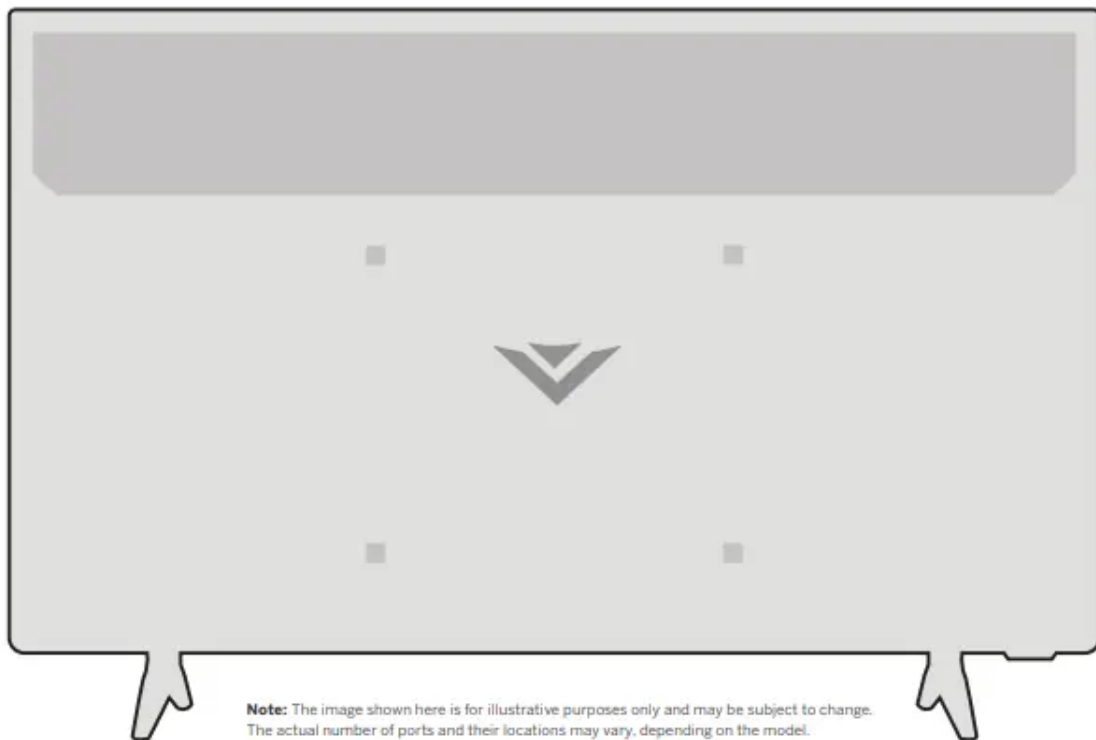 Note: The image shown here is for illustrative purposes only and may be subject to change.
The actual number of ports and their locations may vary, depending on the model.